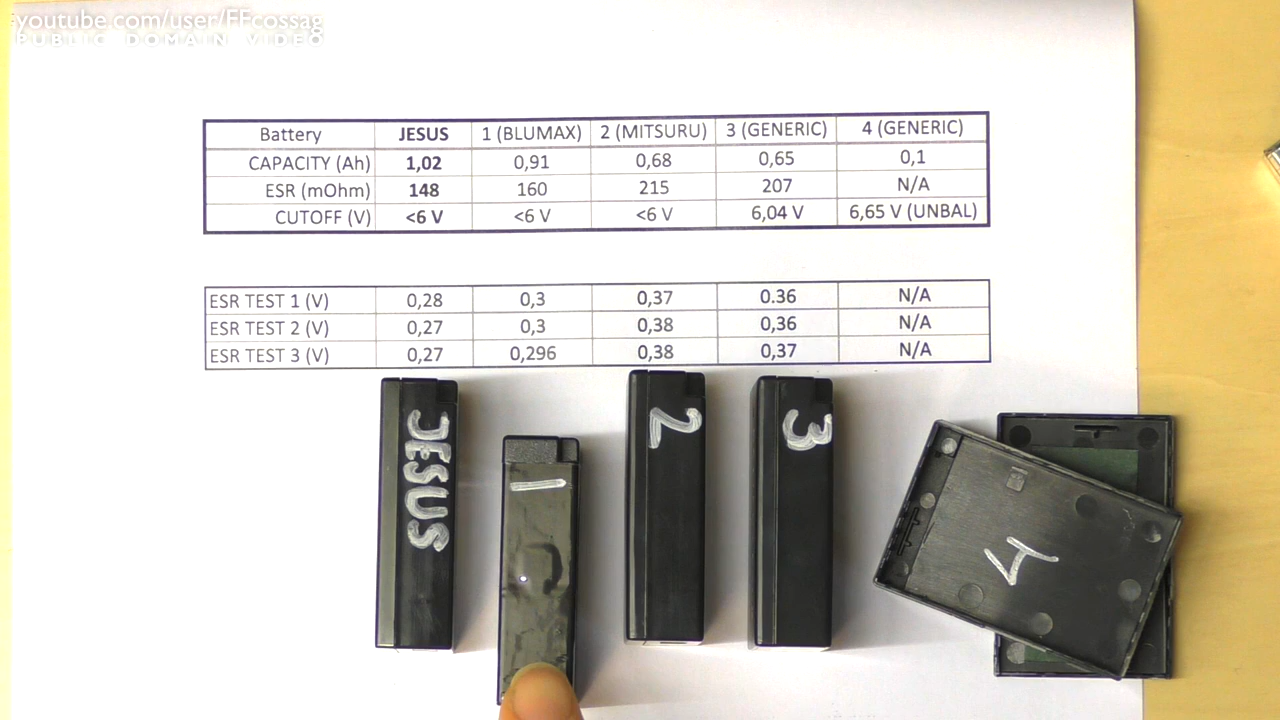 youtube.com/user/FFcossag
PUBLIC DOMAIN VIDEO
Battery JESUS 1 (BLUMAX) 2 (MITSURU) 3 (GENERIC) 4 (GENERIC)
CAPACITY (Ah) 1,02 0,91 0,68 0,65 0,1
ESR (mOhm) 148 160 215 207 N/A
CUTOFF (V) <6 V <6 V <6 V 6,04 V 6,65 V (UNBAL)
ESR TEST 1 (V) 0,28 0,3 0,37 0.36 N/A
ESR TEST 2 (V) 0,27 0,3 0,38 0,36 N/A
ESR TEST 3 (V) 0,27 0,296 0,38 0,37 N/A
JESUS
1
2
3
4